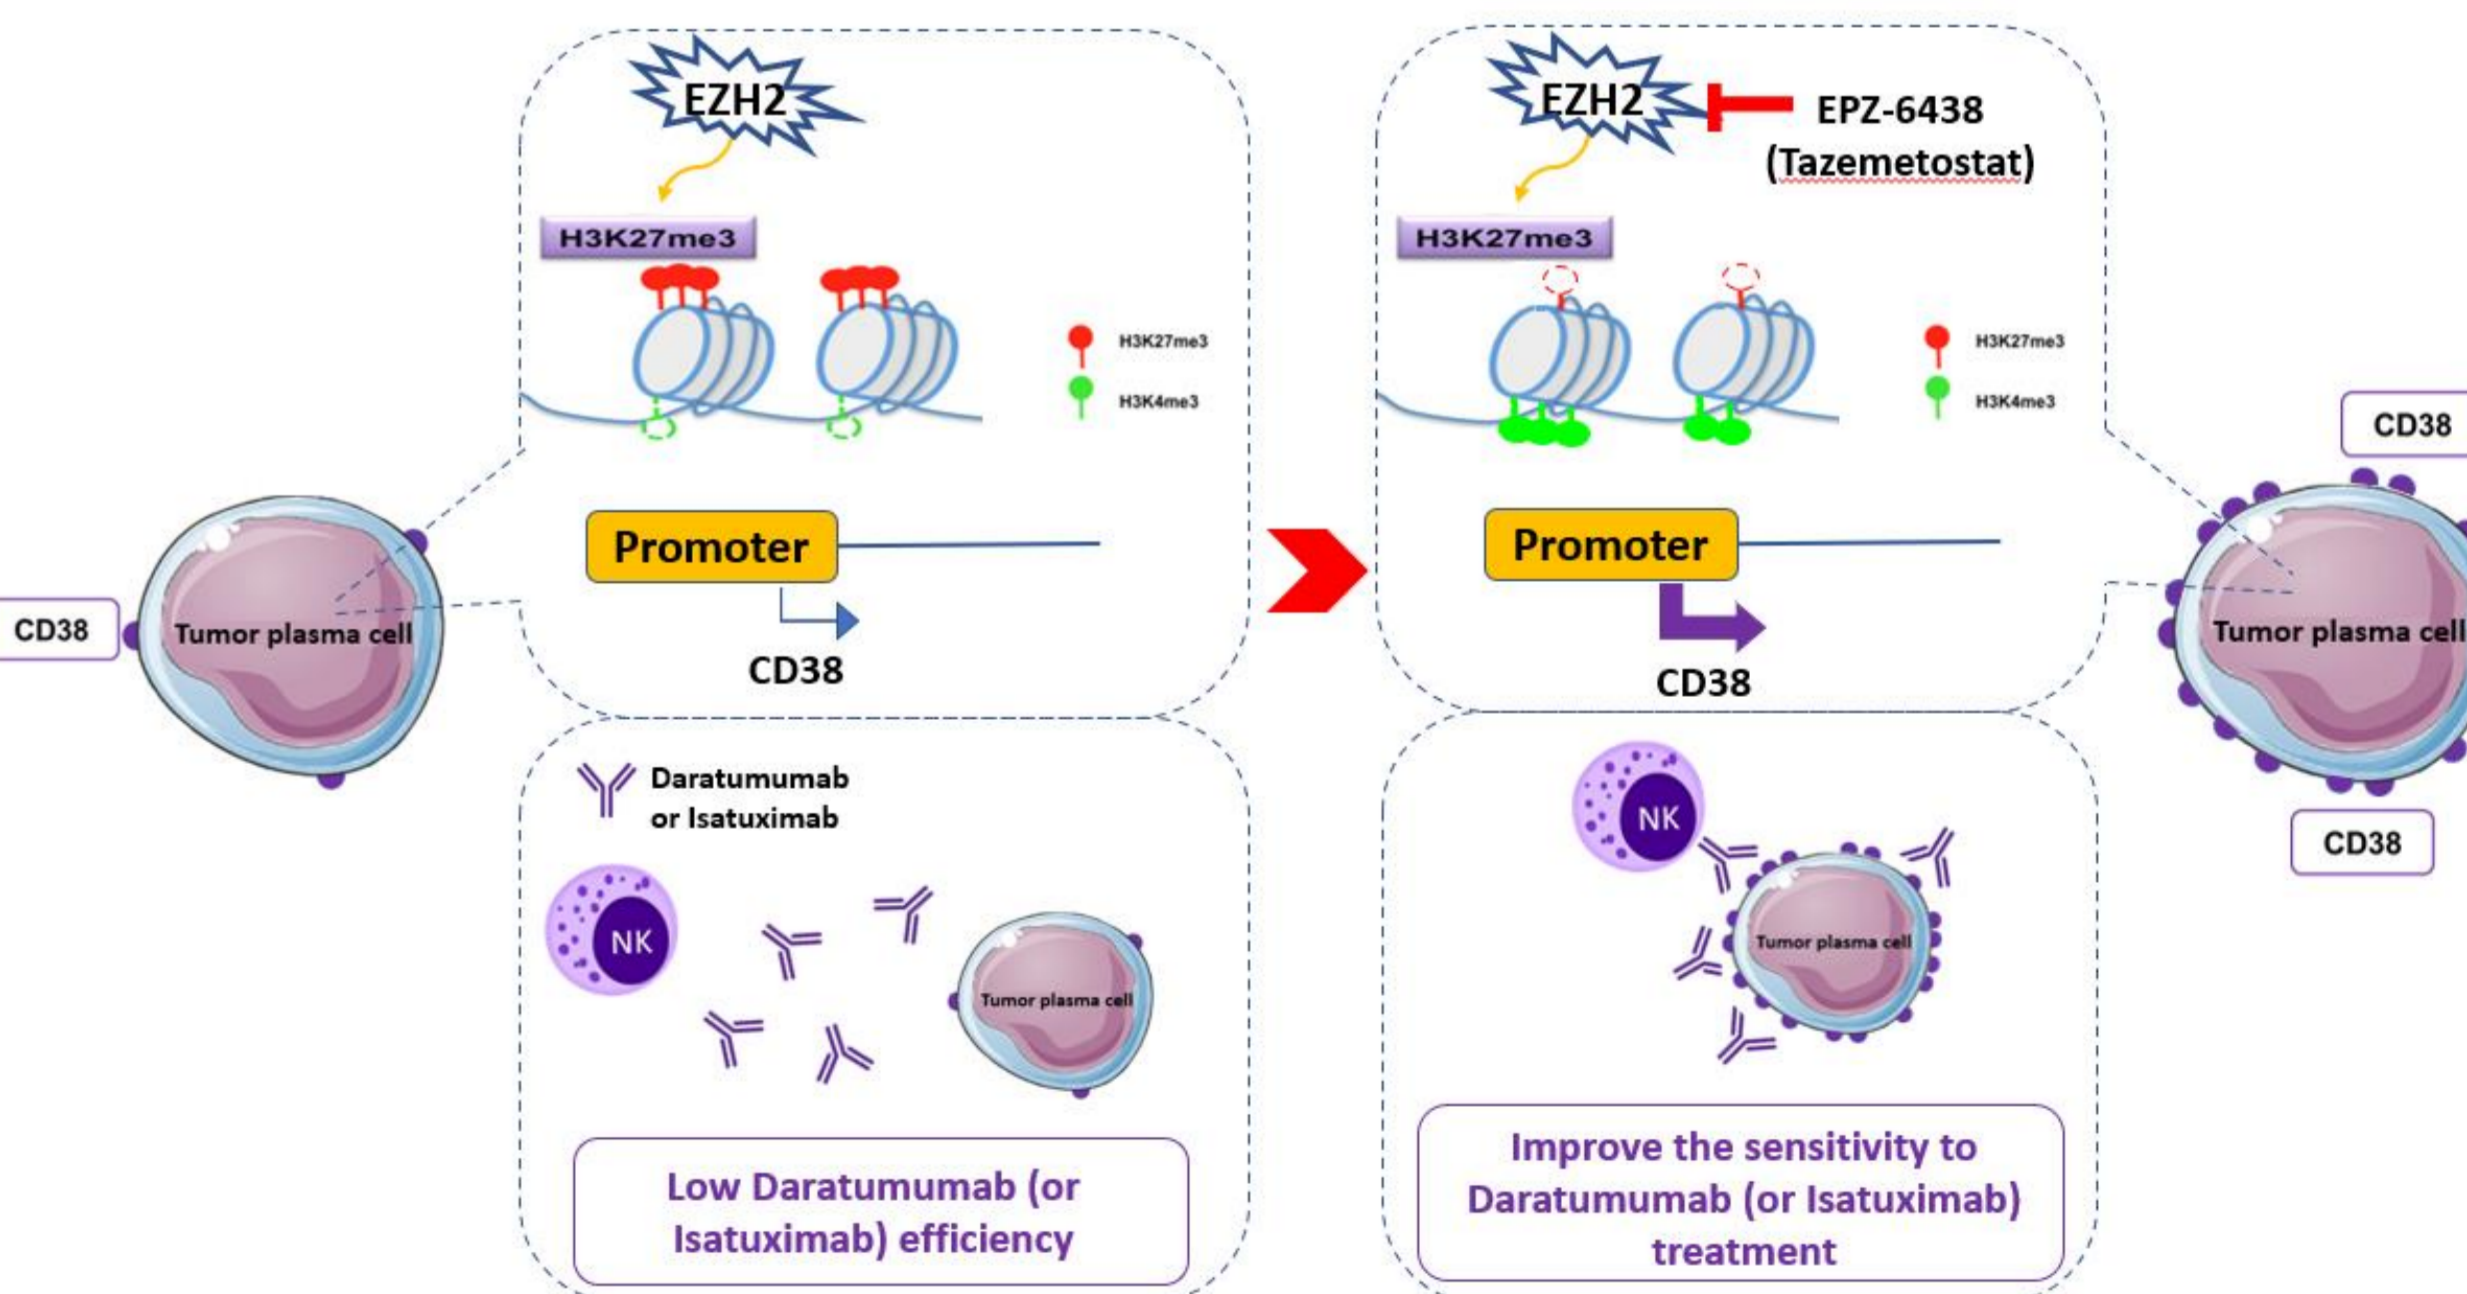 EZH2
H3K27me3
H3K27me3
H3K4me3
CD38
Tumor plasma cell
Promoter
CD38
Daratumumab
or Isatuximab
NK
Tumor plasma cell
Low Daratumumab (or
Isatuximab) efficiency
EZH2
EPZ-6438
(Tazemetostat)
H3K27me3
H3K27me3
H3K4me3
CD38
Promoter
CD38
Tumor plasma cell
CD38
NK
Tumor plasma cell
Improve the sensitivity to
Daratumumab (or Isatuximab)
treatment